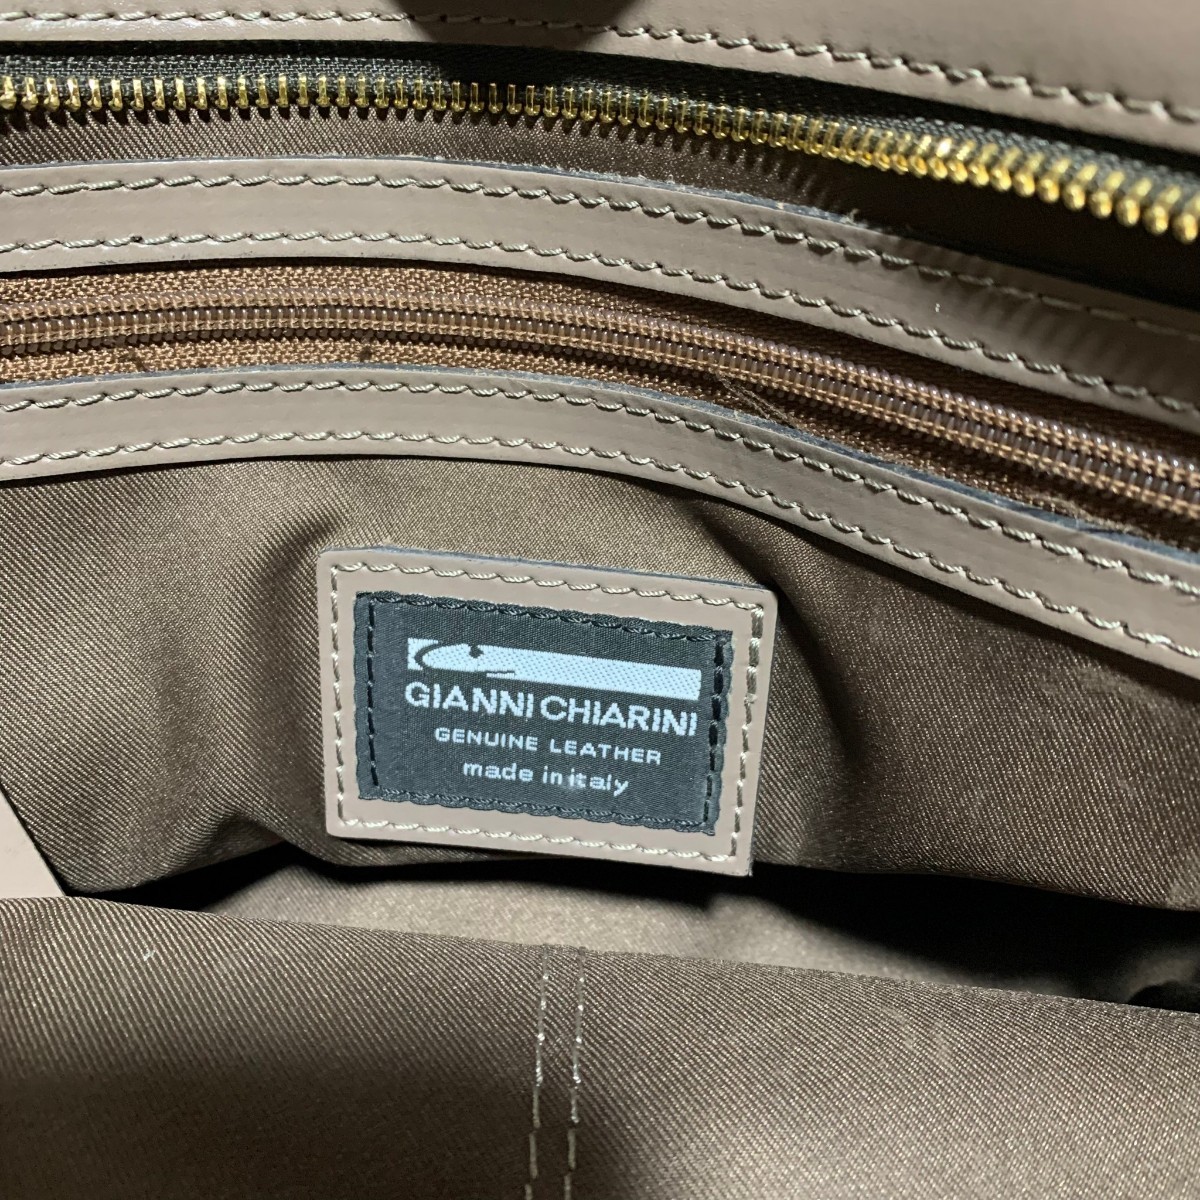 GIANNI CHIARINI
GENUINE LEATHER
made in italy